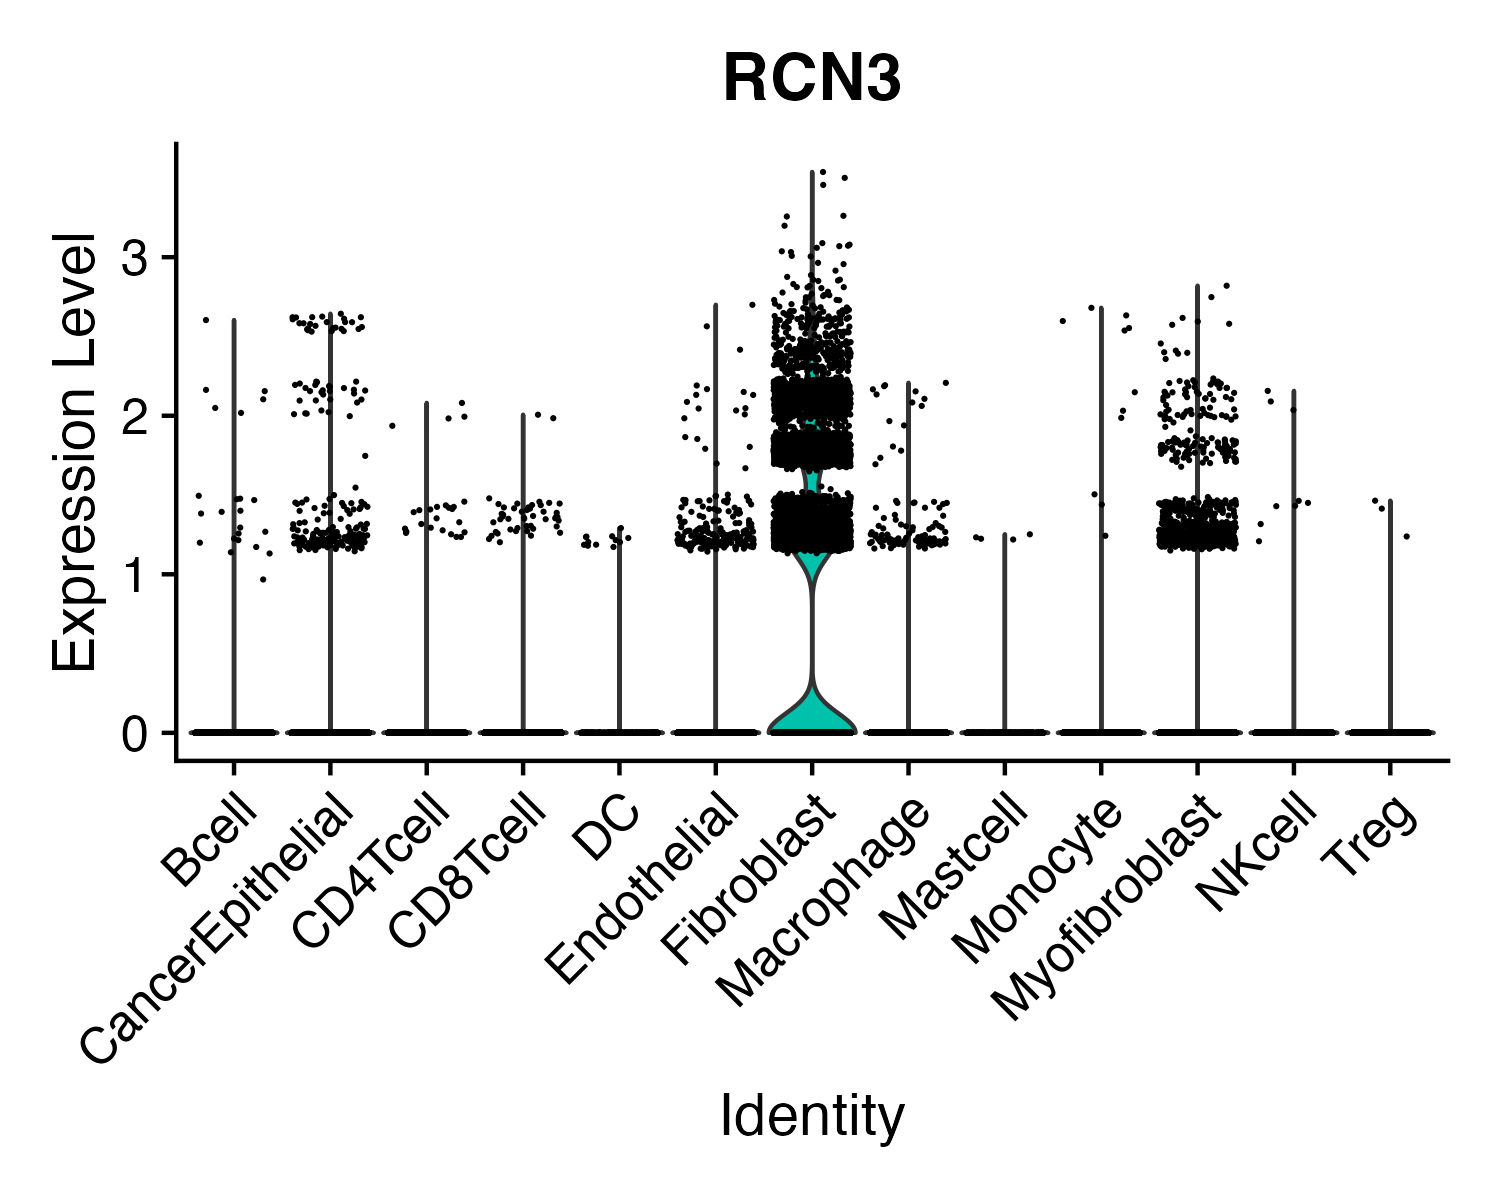 RCN3
Expression Level
3
2
1
0
Bcell
CancerEpithelial
CD4Tcell
CD8Tcell
DC
Endothelial
Fibroblast
Macrophage
Mastcell
Monocyte
Myofibroblast
NKcell
Treg
Identity